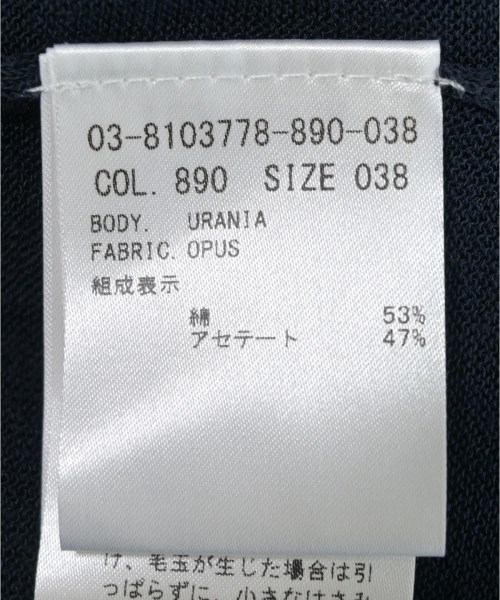 03-8103778-890-038
COL. 890 SIZE 038
BODY. URANIA
FABRIC. OPUS
組成表示
綿 53%
アセテート 47%
け、毛玉が生じた場合は引
っぱらずに、小さなはさみ